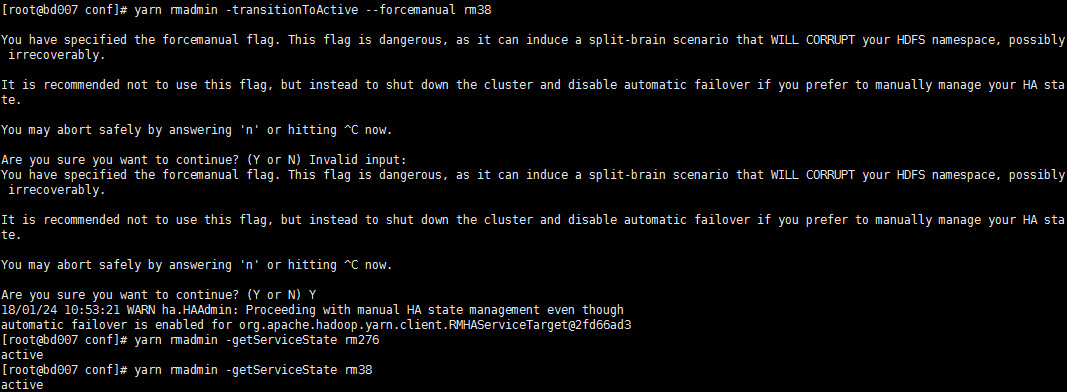 [root@bd007 conf]# yarn rmadmin -transitionToActive --forcemanual rm38
You have specified the forcemanual flag. This flag is dangerous, as it can induce a split-brain scenario that WILL CORRUPT your HDFS namespace, possibly
 irrecoverably.
It is recommended not to use this flag, but instead to shut down the cluster and disable automatic failover if you prefer to manually manage your HA sta
te.
You may abort safely by answering 'n' or hitting ^C now.
Are you sure you want to continue? (Y or N) Invalid input:
You have specified the forcemanual flag. This flag is dangerous, as it can induce a split-brain scenario that WILL CORRUPT your HDFS namespace, possibly
 irrecoverably.
It is recommended not to use this flag, but instead to shut down the cluster and disable automatic failover if you prefer to manually manage your HA sta
te.
You may abort safely by answering 'n' or hitting ^C now.
Are you sure you want to continue? (Y or N) Y
18/01/24 10:53:21 WARN ha.HAAdmin: Proceeding with manual HA state management even though
automatic failover is enabled for org.apache.hadoop.yarn.client.RMHAServiceTarget@2fd66ad3
[root@bd007 conf]# yarn rmadmin -getServiceState rm276
active
[root@bd007 conf]# yarn rmadmin -getServiceState rm38
active